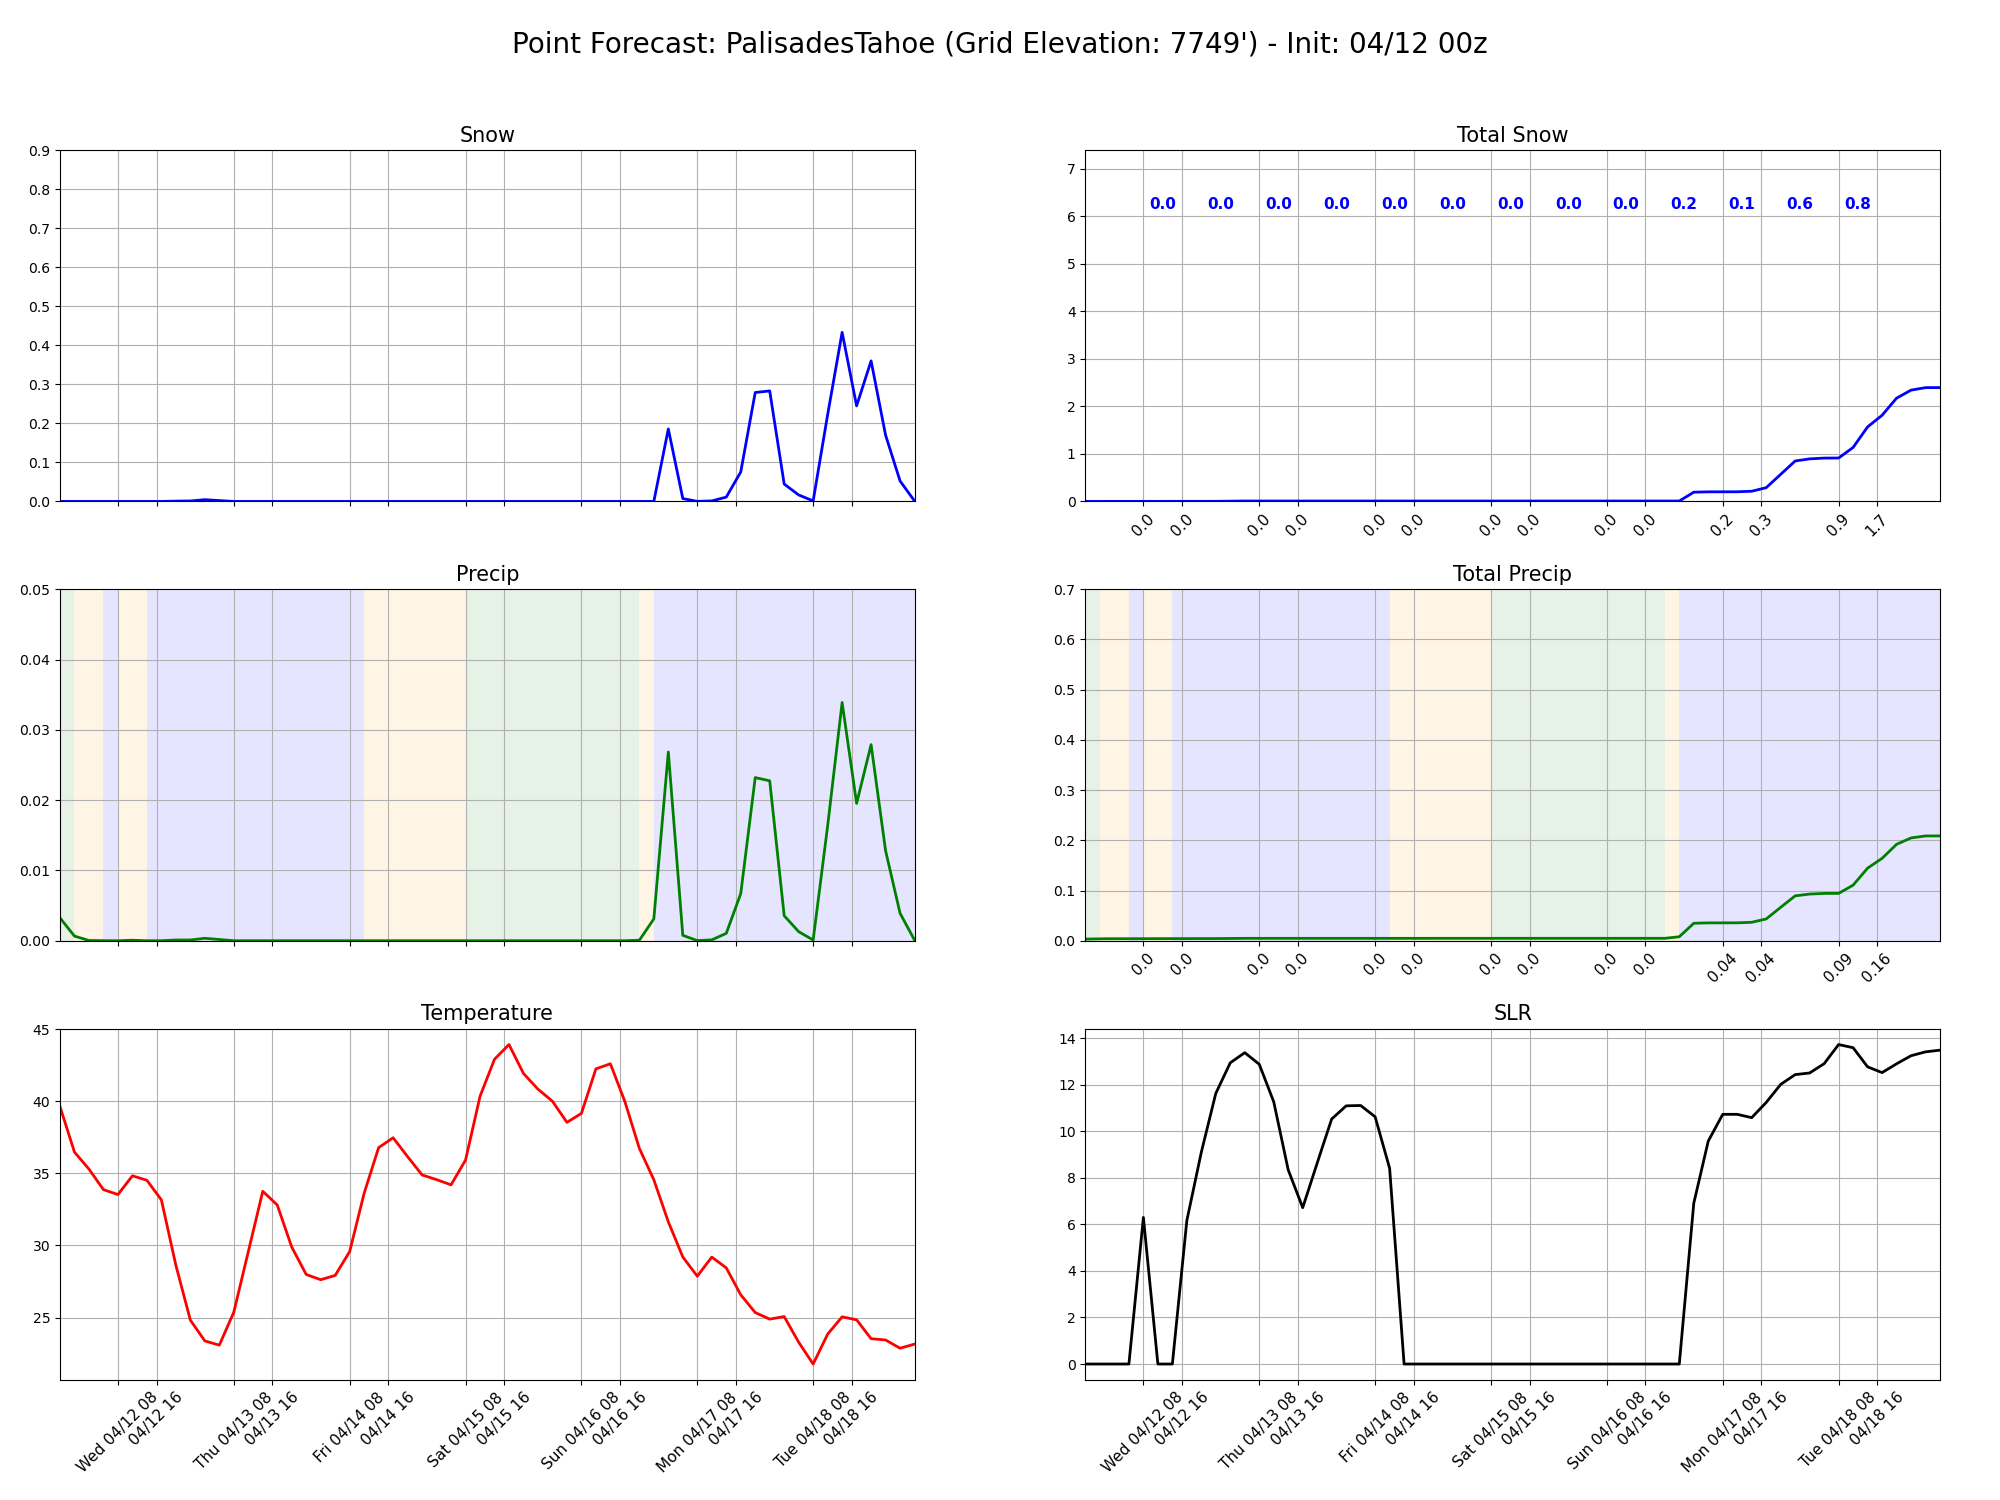 Point Forecast: PalisadesTahoe (Grid Elevation: 7749') - Init: 04/12 00z
Snow
0.9
0.8
0.7
0.6
0.5
0.4
0.3
0.2
0.1
0.0
Total Snow
7
6
5
4
3
2
1
0
0.0 0.0 0.0 0.0 0.0 0.0 0.0 0.0 0.0 0.2 0.1 0.6 0.8
0.0 0.0 0.0 0.0 0.0 0.0 0.0 0.0 0.0 0.0 0.2 0.3 0.9 1.7
Precip
0.05
0.04
0.03
0.02
0.01
0.00
Total Precip
0.7
0.6
0.5
0.4
0.3
0.2
0.1
0.0
0.0 0.0 0.0 0.0 0.0 0.0 0.0 0.0 0.0 0.0 0.04 0.04 0.09 0.16
Temperature
45
40
35
30
25
Wed 04/12 08
04/12 16
Thu 04/13 08
04/13 16
Fri 04/14 08
04/14 16
Sat 04/15 08
04/15 16
Sun 04/16 08
04/16 16
Mon 04/17 08
04/17 16
Tue 04/18 08
04/18 16
SLR
14
12
10
8
6
4
2
0
Wed 04/12 08
04/12 16
Thu 04/13 08
04/13 16
Fri 04/14 08
04/14 16
Sat 04/15 08
04/15 16
Sun 04/16 08
04/16 16
Mon 04/17 08
04/17 16
Tue 04/18 08
04/18 16